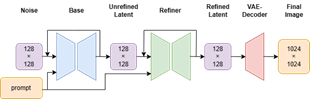 Noise
Base
Unrefined
Latent
Refiner
Refined
Latent
VAE-
Decoder
Final
Image
128
×
128
128
×
128
128
×
128
1024
×
1024
prompt